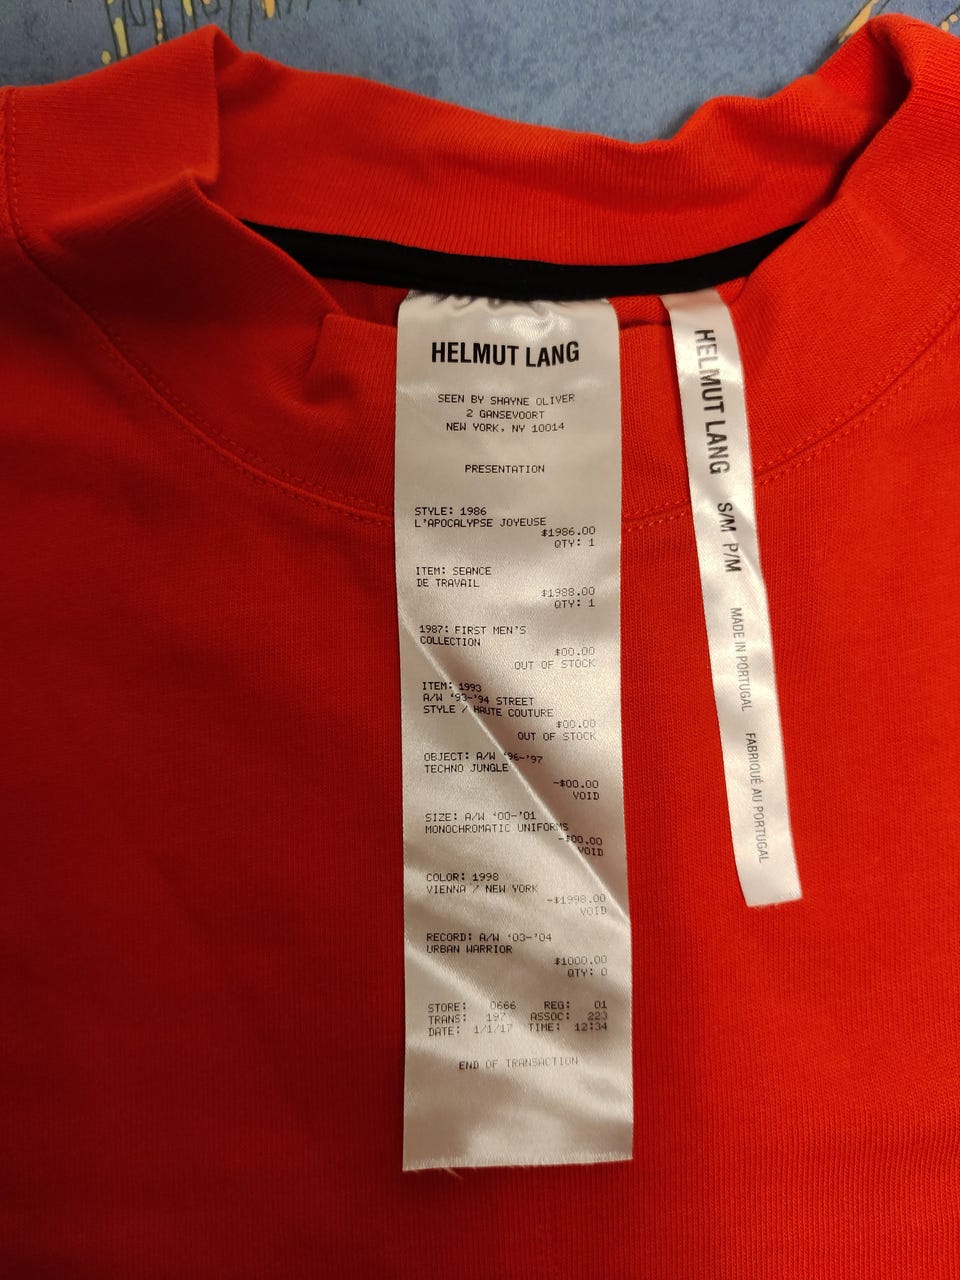 HELMUT LANG
SEEN BY SHAYNE OLIVER
2 GANSEVOORT
NEW YORK, NY 10014
PRESENTATION
STYLE: 1986
L'APOCALYPSE JOYEUSE
$1986.00
QTY: 1
ITEM: SEANCE
DE TRAVAIL
$1988.00
QTY: 1
1987: FIRST MEN'S
COLLECTION
$00.00
OUT OF STOCK
ITEM: 1993
A/W '93-'94 STREET
STYLE / HAUTE COUTURE
$00.00
OUT OF STOCK
OBJECT: A/W '96-'97
TECHNO JUNGLE
-$00.00
VOID
SIZE: A/W '00-'01
MONOCHROMATIC UNIFORMS
-$00.00
VOID
COLOR: 1998
VIENNA / NEW YORK
-$1998.00
VOID
RECORD: A/W '03-'04
URBAN WARRIOR
$1000.00
QTY: 0
STORE: 0666 REG: 01
TRANS: 197 ASSOC: 223
DATE: 1/1/17 TIME: 12:34
END OF TRANSACTION
HELMUT LANG S/M P/M MADE IN PORTUGAL FABRIQUÉ AU PORTUGAL